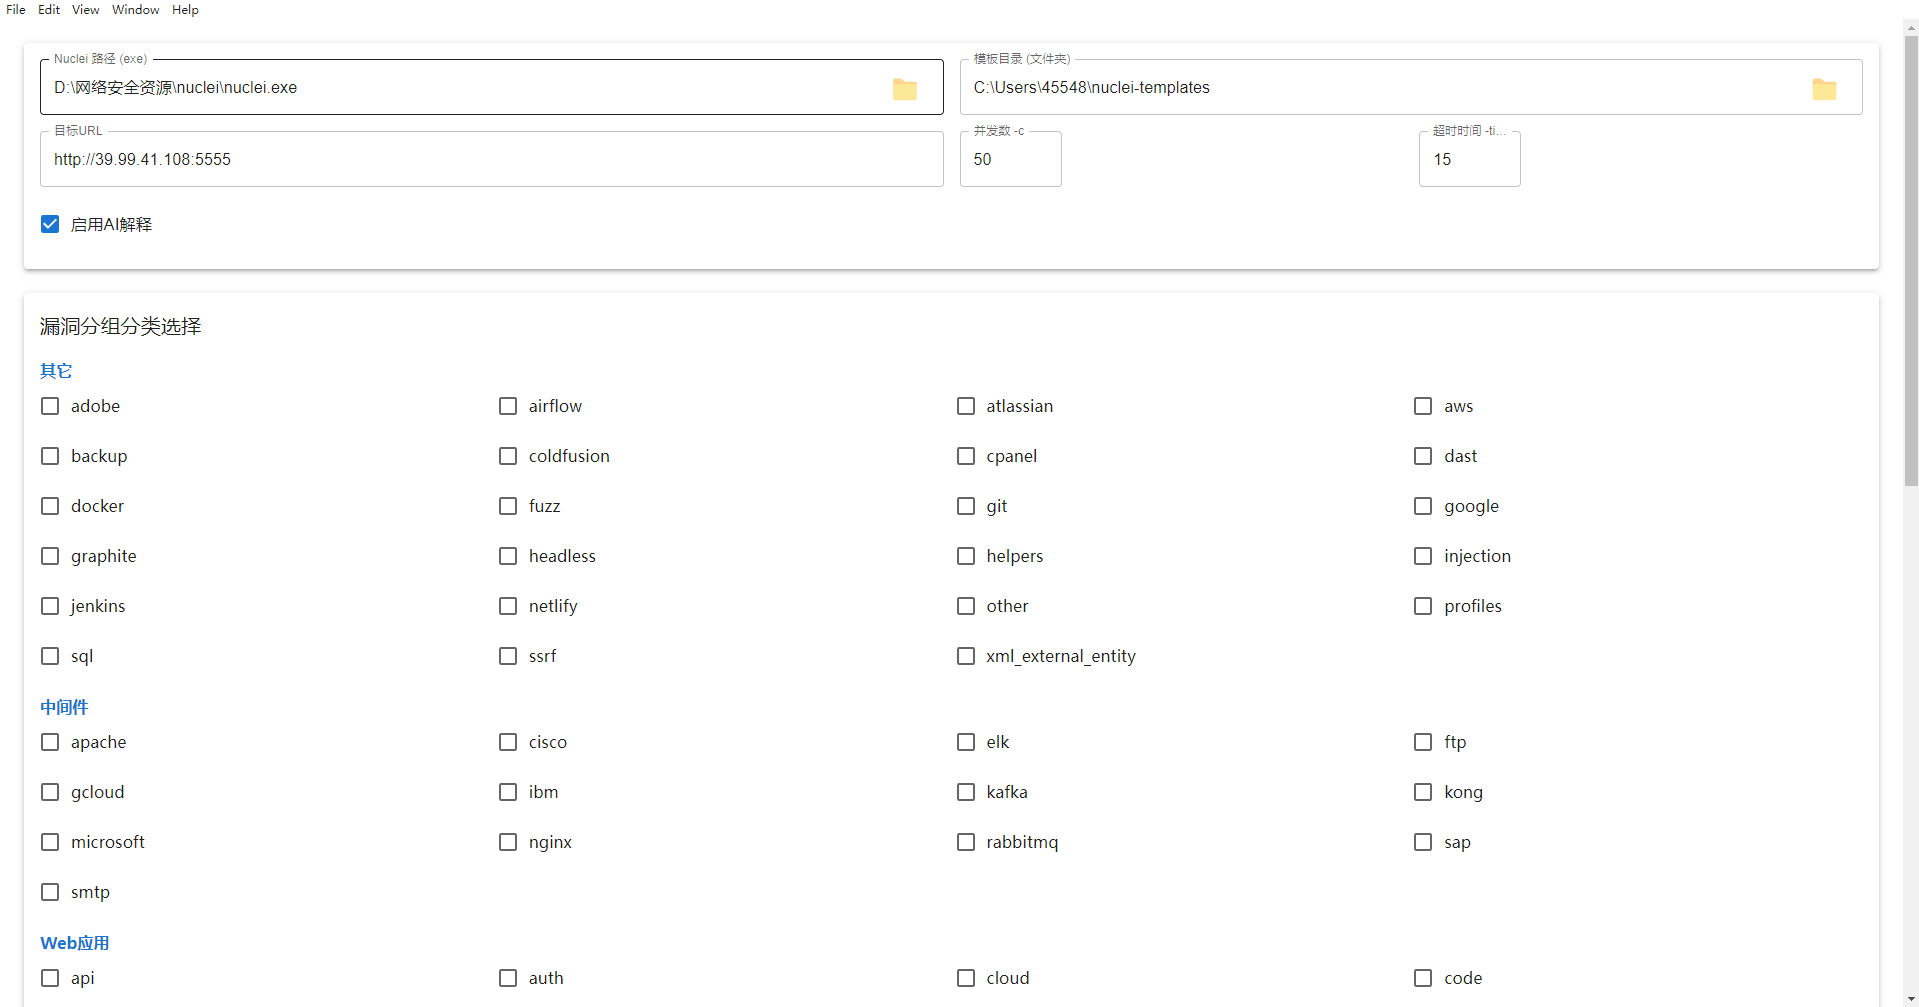 File Edit View Window Help
Nuclei 路径 (exe)
D:\网络安全资源\nuclei\nuclei.exe
模板目录 (文件夹)
C:\Users\45548\nuclei-templates
目标URL
http://39.99.41.108:5555
并发数 -c
50
超时时间 -ti...
15
启用AI解释
漏洞分组分类选择
其它
adobe airflow atlassian aws
backup coldfusion cpanel dast
docker fuzz git google
graphite headless helpers injection
jenkins netlify other profiles
sql ssrf xml_external_entity
中间件
apache cisco elk ftp
gcloud ibm kafka kong
microsoft nginx rabbitmq sap
smtp
Web应用
api auth cloud code